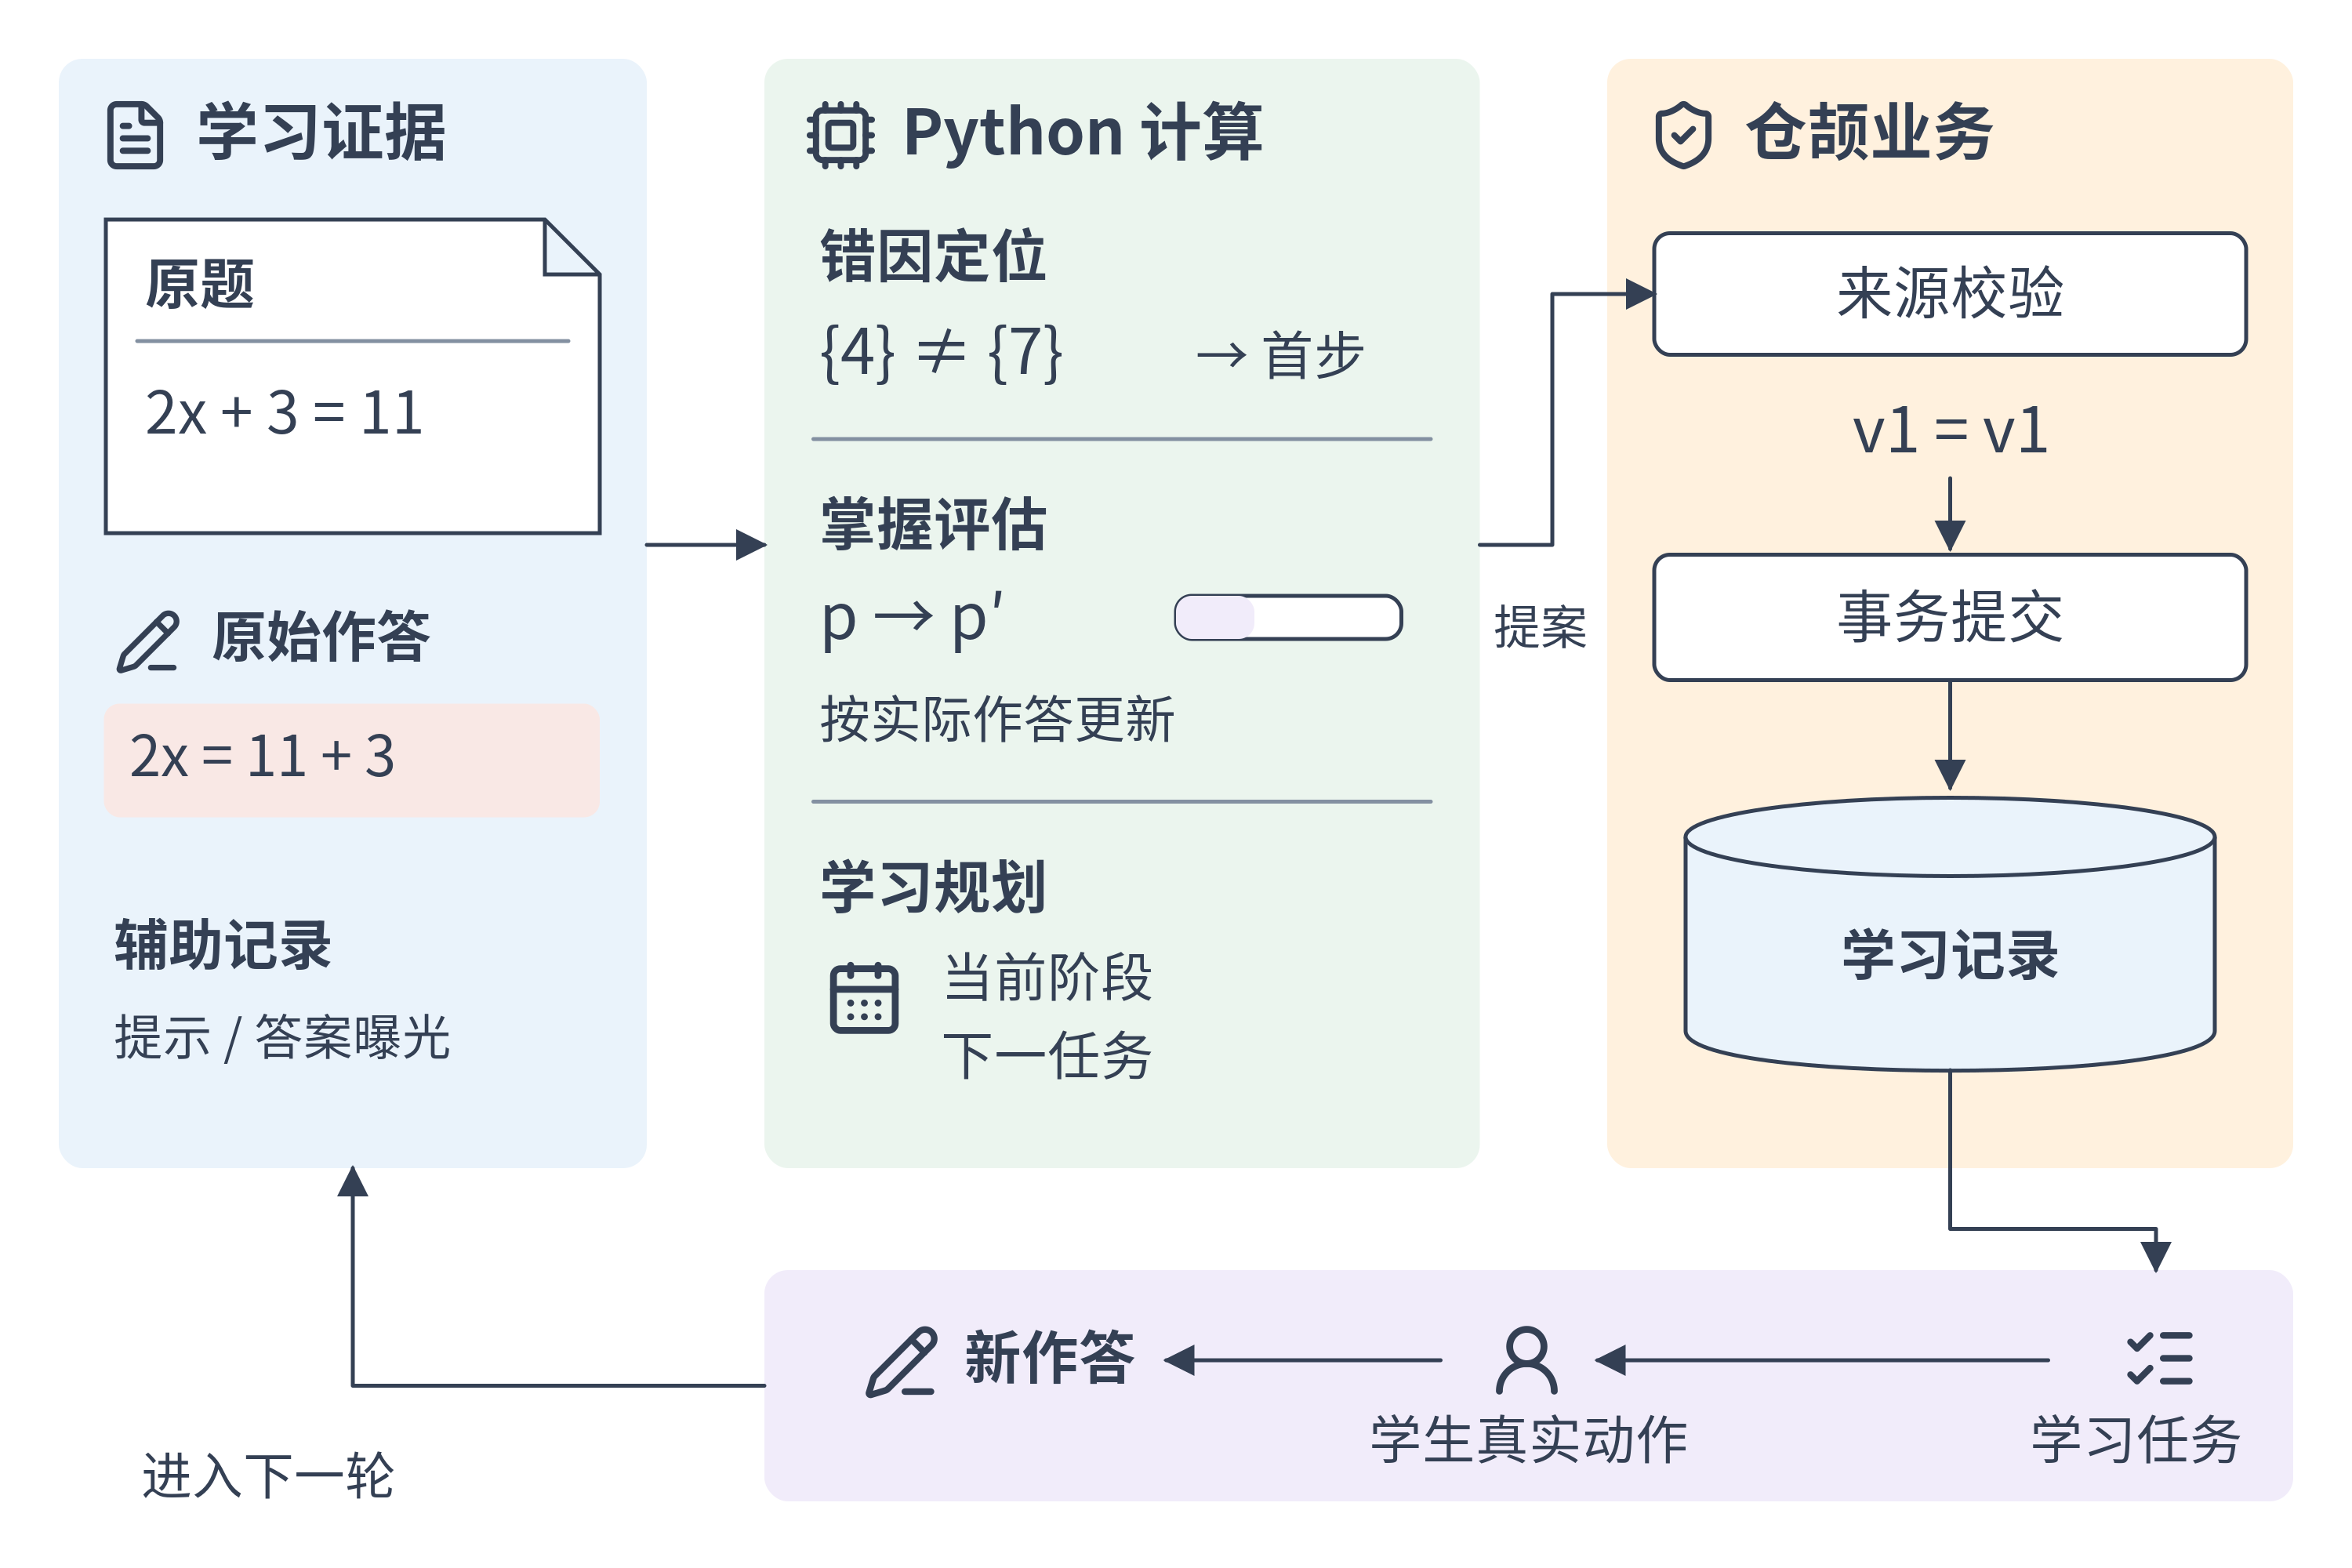 学习证据
原题
2x + 3 = 11
原始作答
2x = 11 + 3
辅助记录
提示 / 答案曝光
Python 计算
错因定位
{4} ≠ {7} → 首步
掌握评估
p → p′
按实际作答更新
学习规划
当前阶段
下一任务
提案
仓颉业务
来源校验
v1 = v1
事务提交
学习记录
学习任务
学生真实动作
新作答
进入下一轮